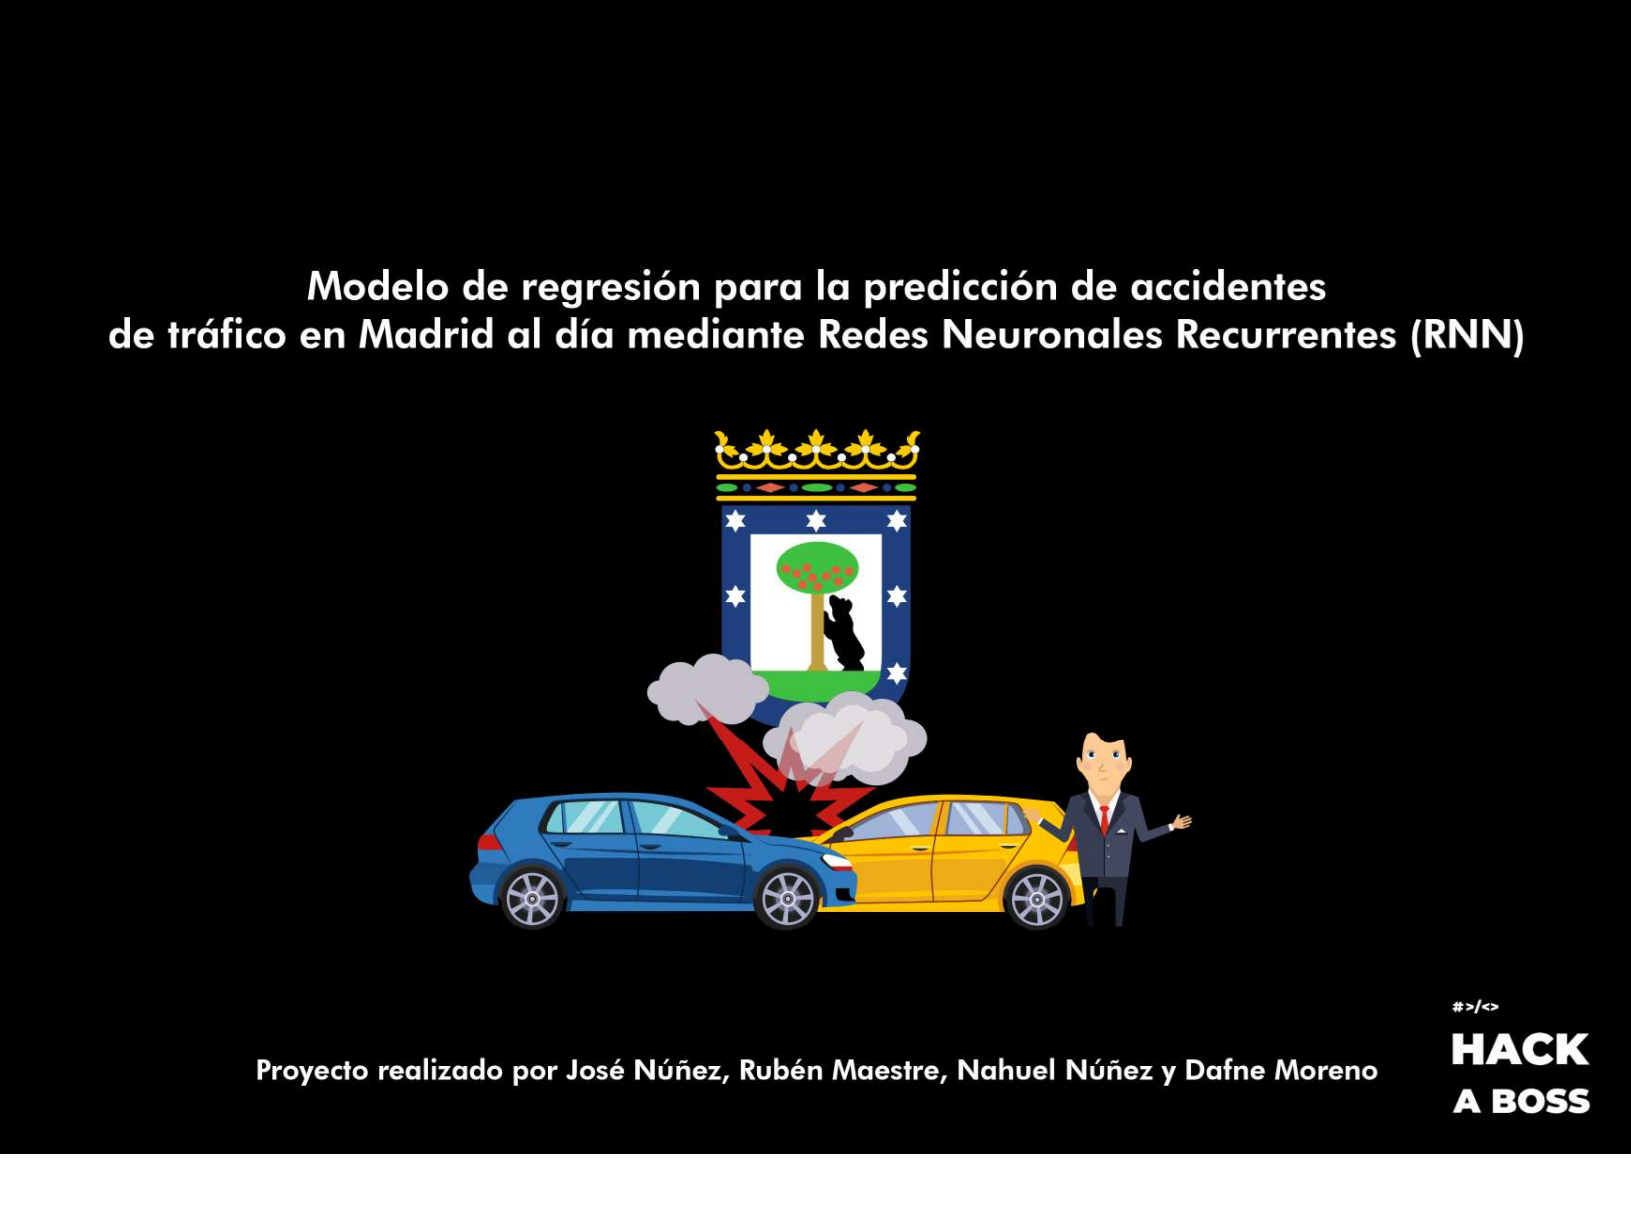 Modelo de regresión para la predicción de accidentes
de tráfico en Madrid al día mediante Redes Neuronales Recurrentes (RNN)
Proyecto realizado por José Núñez, Rubén Maestre, Nahuel Núñez y Dafne Moreno
#>/<>
HACK
A BOSS